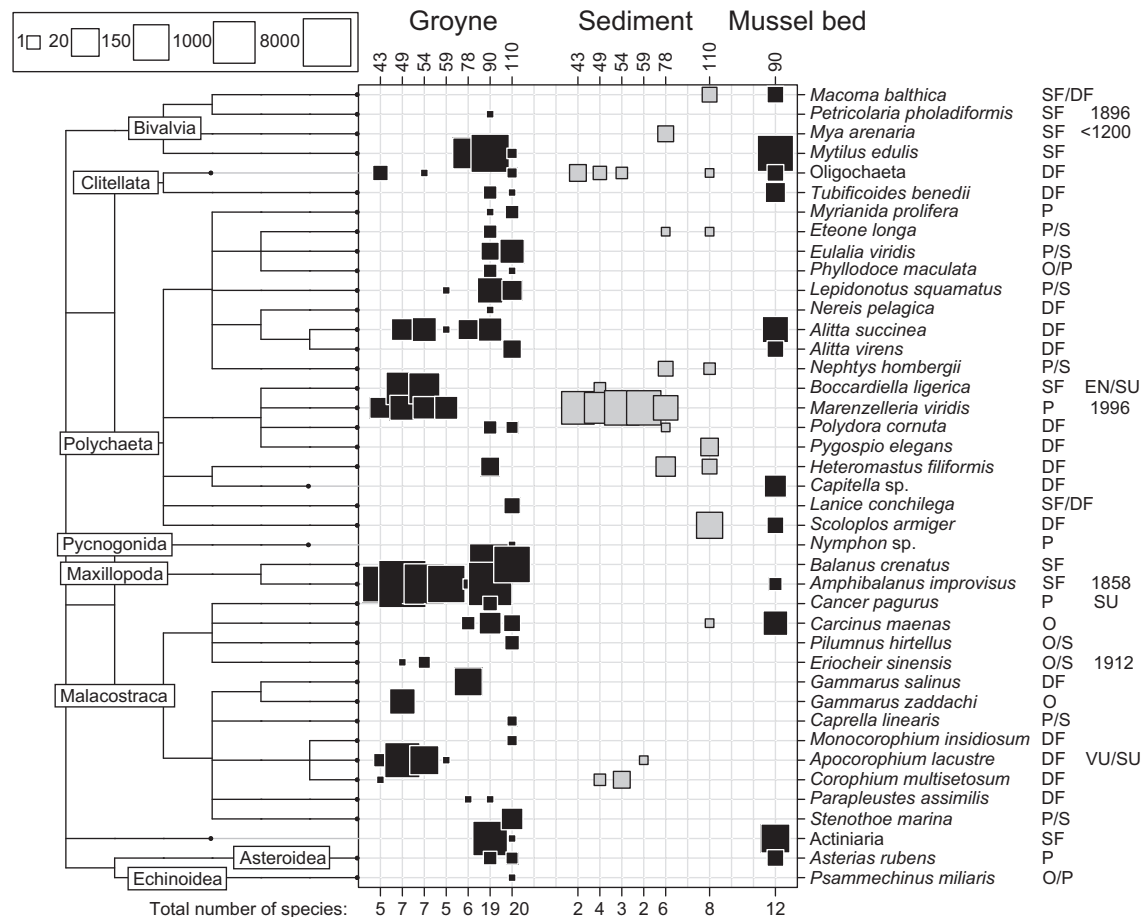 Groyne Sediment Mussel bed
1 20 150 1000 8000
43 49 54 59 78 90 110 43 49 54 59 78 110 90
Macoma balthica SF/DF
Petricolaria pholadiformis SF 1896
Bivalvia
Mya arenaria SF <1200
Mytilus edulis SF
Oligochaeta DF
Clitellata
Tubificoides benedii DF
Myrianida prolifera P
Eteone longa P/S
Eulalia viridis P/S
Phyllodoce maculata O/P
Lepidonotus squamatus P/S
Nereis pelagica DF
Alitta succinea DF
Alitta virens DF
Nephtys hombergii P/S
Boccardiella ligerica SF EN/SU
Marenzelleria viridis P 1996
Polydora cornuta DF
Polychaeta
Pygospio elegans DF
Heteromastus filiformis DF
Capitella sp. DF
Lanice conchilega SF/DF
Scoloplos armiger DF
Pycnogonida
Nymphon sp. P
Balanus crenatus SF
Maxillopoda
Amphibalanus improvisus SF 1858
Cancer pagurus P SU
Carcinus maenas O
Pilumnus hirtellus O/S
Eriocheir sinensis O/S 1912
Gammarus salinus DF
Malacostraca
Gammarus zaddachi O
Caprella linearis P/S
Monocorophium insidiosum DF
Apocorophium lacustre DF VU/SU
Corophium multisetosum DF
Parapleustes assimilis DF
Stenothoe marina P/S
Actiniaria SF
Asteroidea
Asterias rubens P
Echinoidea
Psammechinus miliaris O/P
Total number of species: 5 7 7 5 6 19 20 2 4 3 2 6 8 12